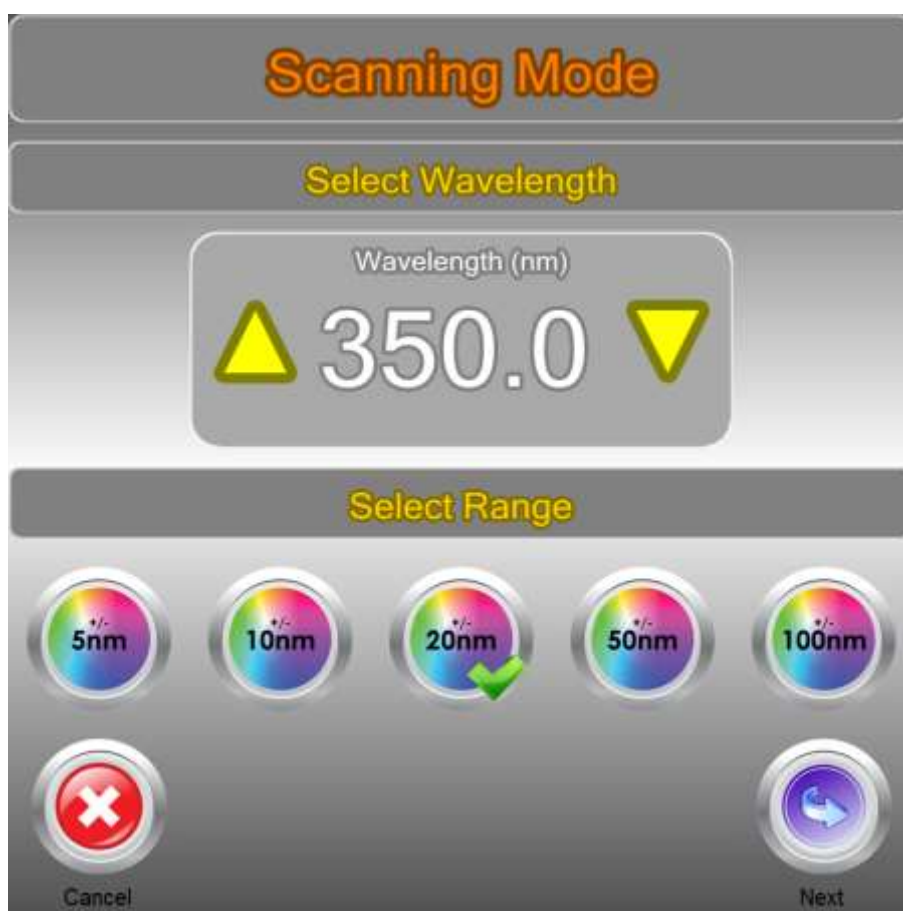 Scanning Mode
Select Wavelength
Wavelength (nm)
350.0
Select Range
+/- +/- +/- +/- +/-
5nm 10nm 20nm 50nm 100nm
Cancel Next